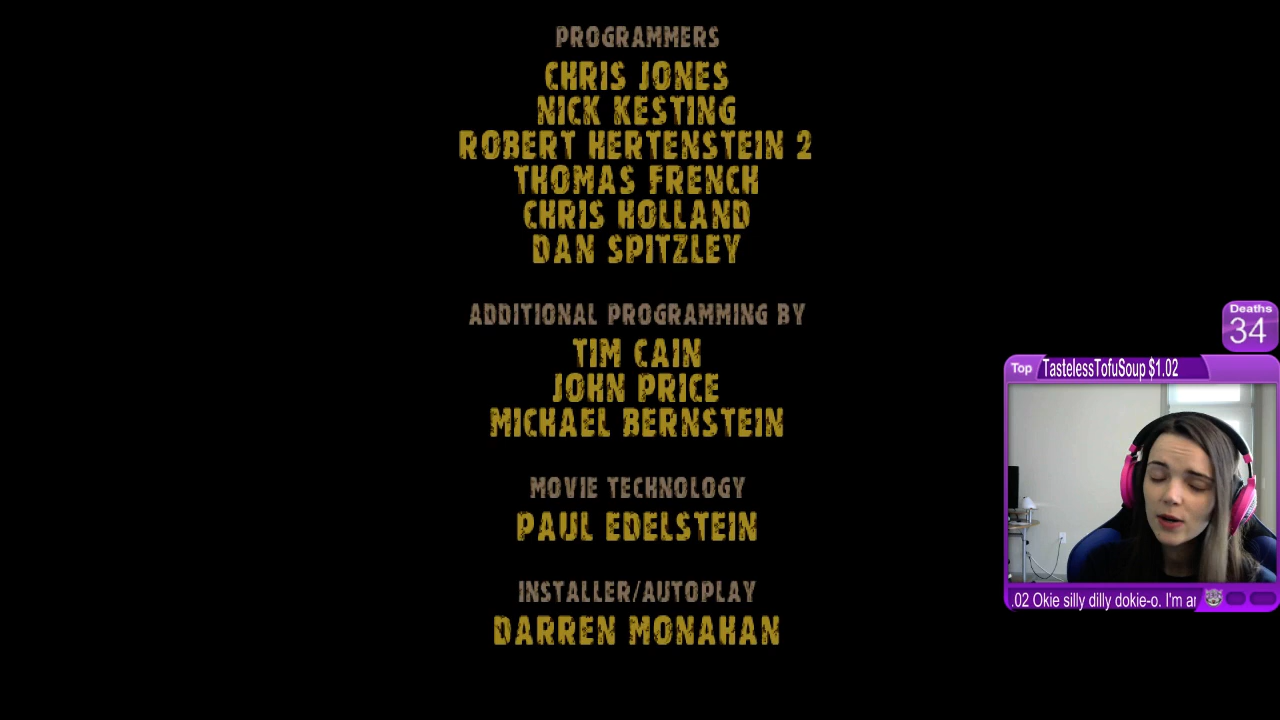 PROGRAMMERS
CHRIS JONES
NICK KESTING
ROBERT HERTENSTEIN 2
THOMAS FRENCH
CHRIS HOLLAND
DAN SPITZLEY
ADDITIONAL PROGRAMMING BY
TIM CAIN
JOHN PRICE
MICHAEL BERNSTEIN
MOVIE TECHNOLOGY
PAUL EDELSTEIN
INSTALLER/AUTOPLAY
DARREN MONAHAN
Deaths
34
Top TastelessTofuSoup $1.02
.02 Okie silly dilly dokie-o. I'm a